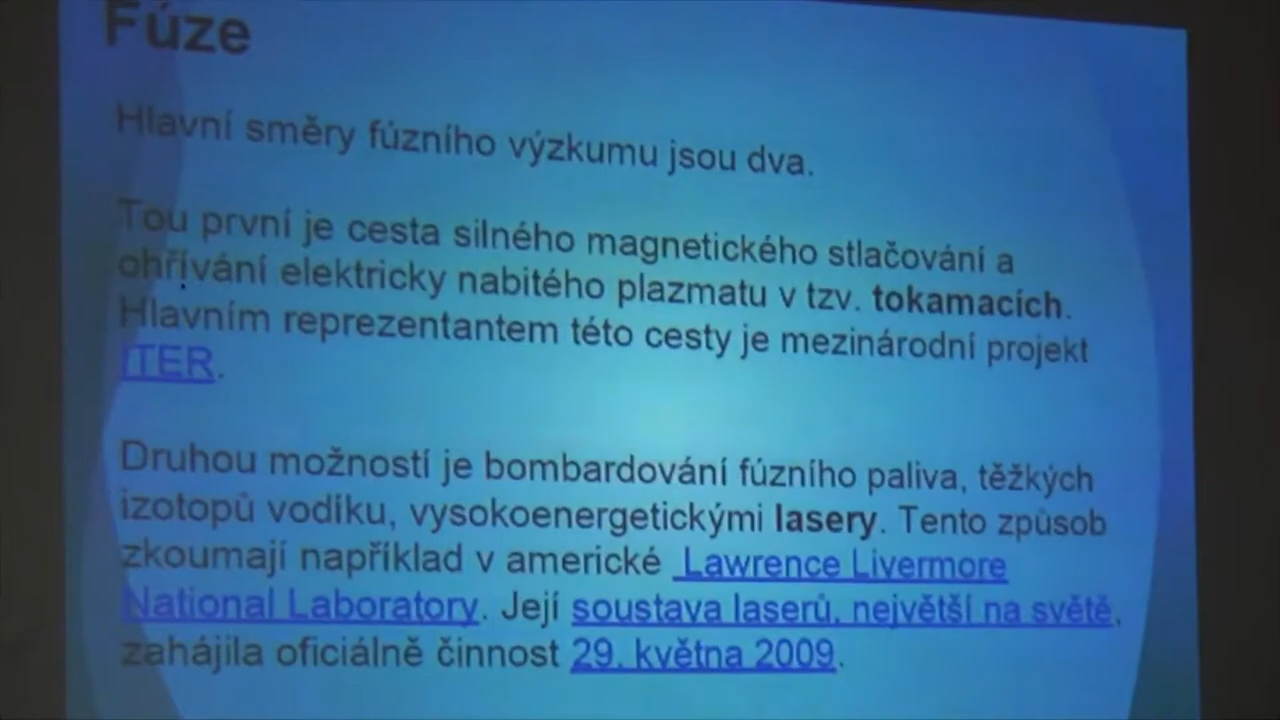 Fúze
Hlavní směry fúzního výzkumu jsou dva.
Tou první je cesta silného magnetického stlačování a
ohřívání elektricky nabitého plazmatu v tzv. tokamacích.
Hlavním reprezentantem této cesty je mezinárodní projekt
ITER.
Druhou možností je bombardování fúzního paliva, těžkých
izotopů vodíku, vysokoenergetickými lasery. Tento způsob
zkoumají například v americké Lawrence Livermore
National Laboratory. Její soustava laserů, největší na světě,
zahájila oficiálně činnost 29. května 2009.